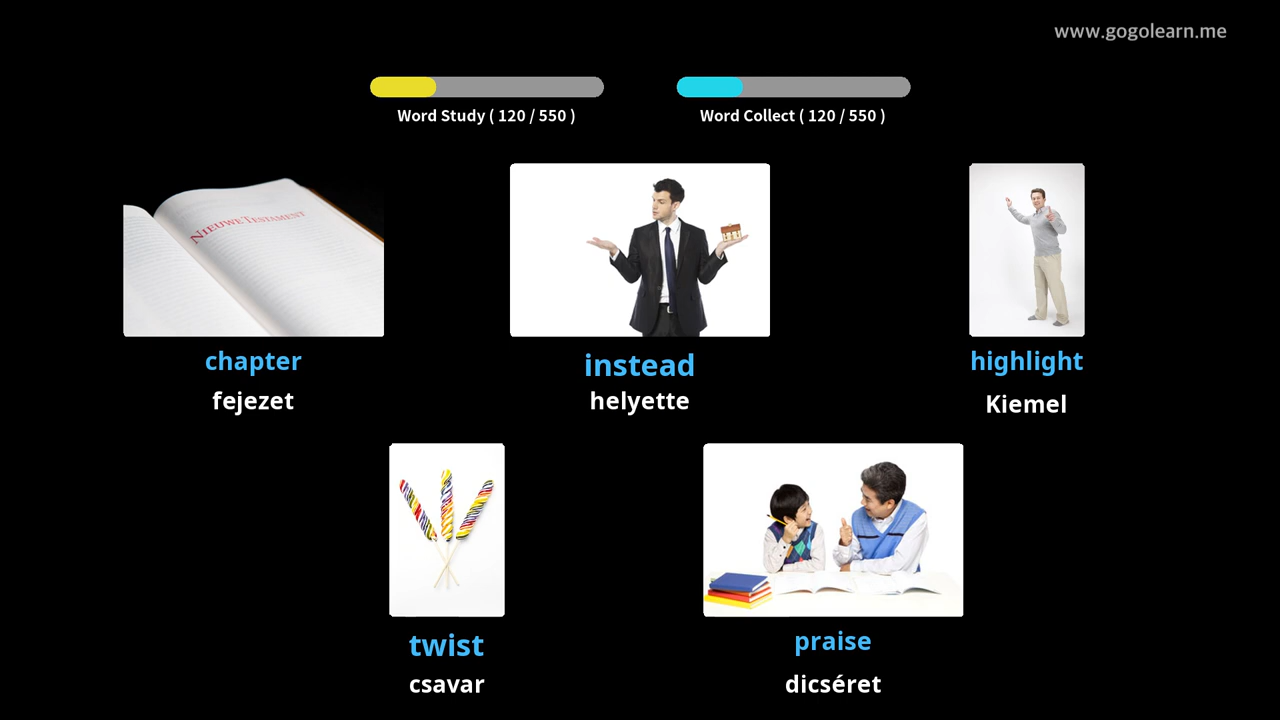 www.gogolearn.me
Word Study ( 120 / 550 )
Word Collect ( 120 / 550 )
NIEUWE TESTAMENT
chapter
fejezet
instead
helyette
highlight
Kiemel
twist
csavar
praise
dicséret